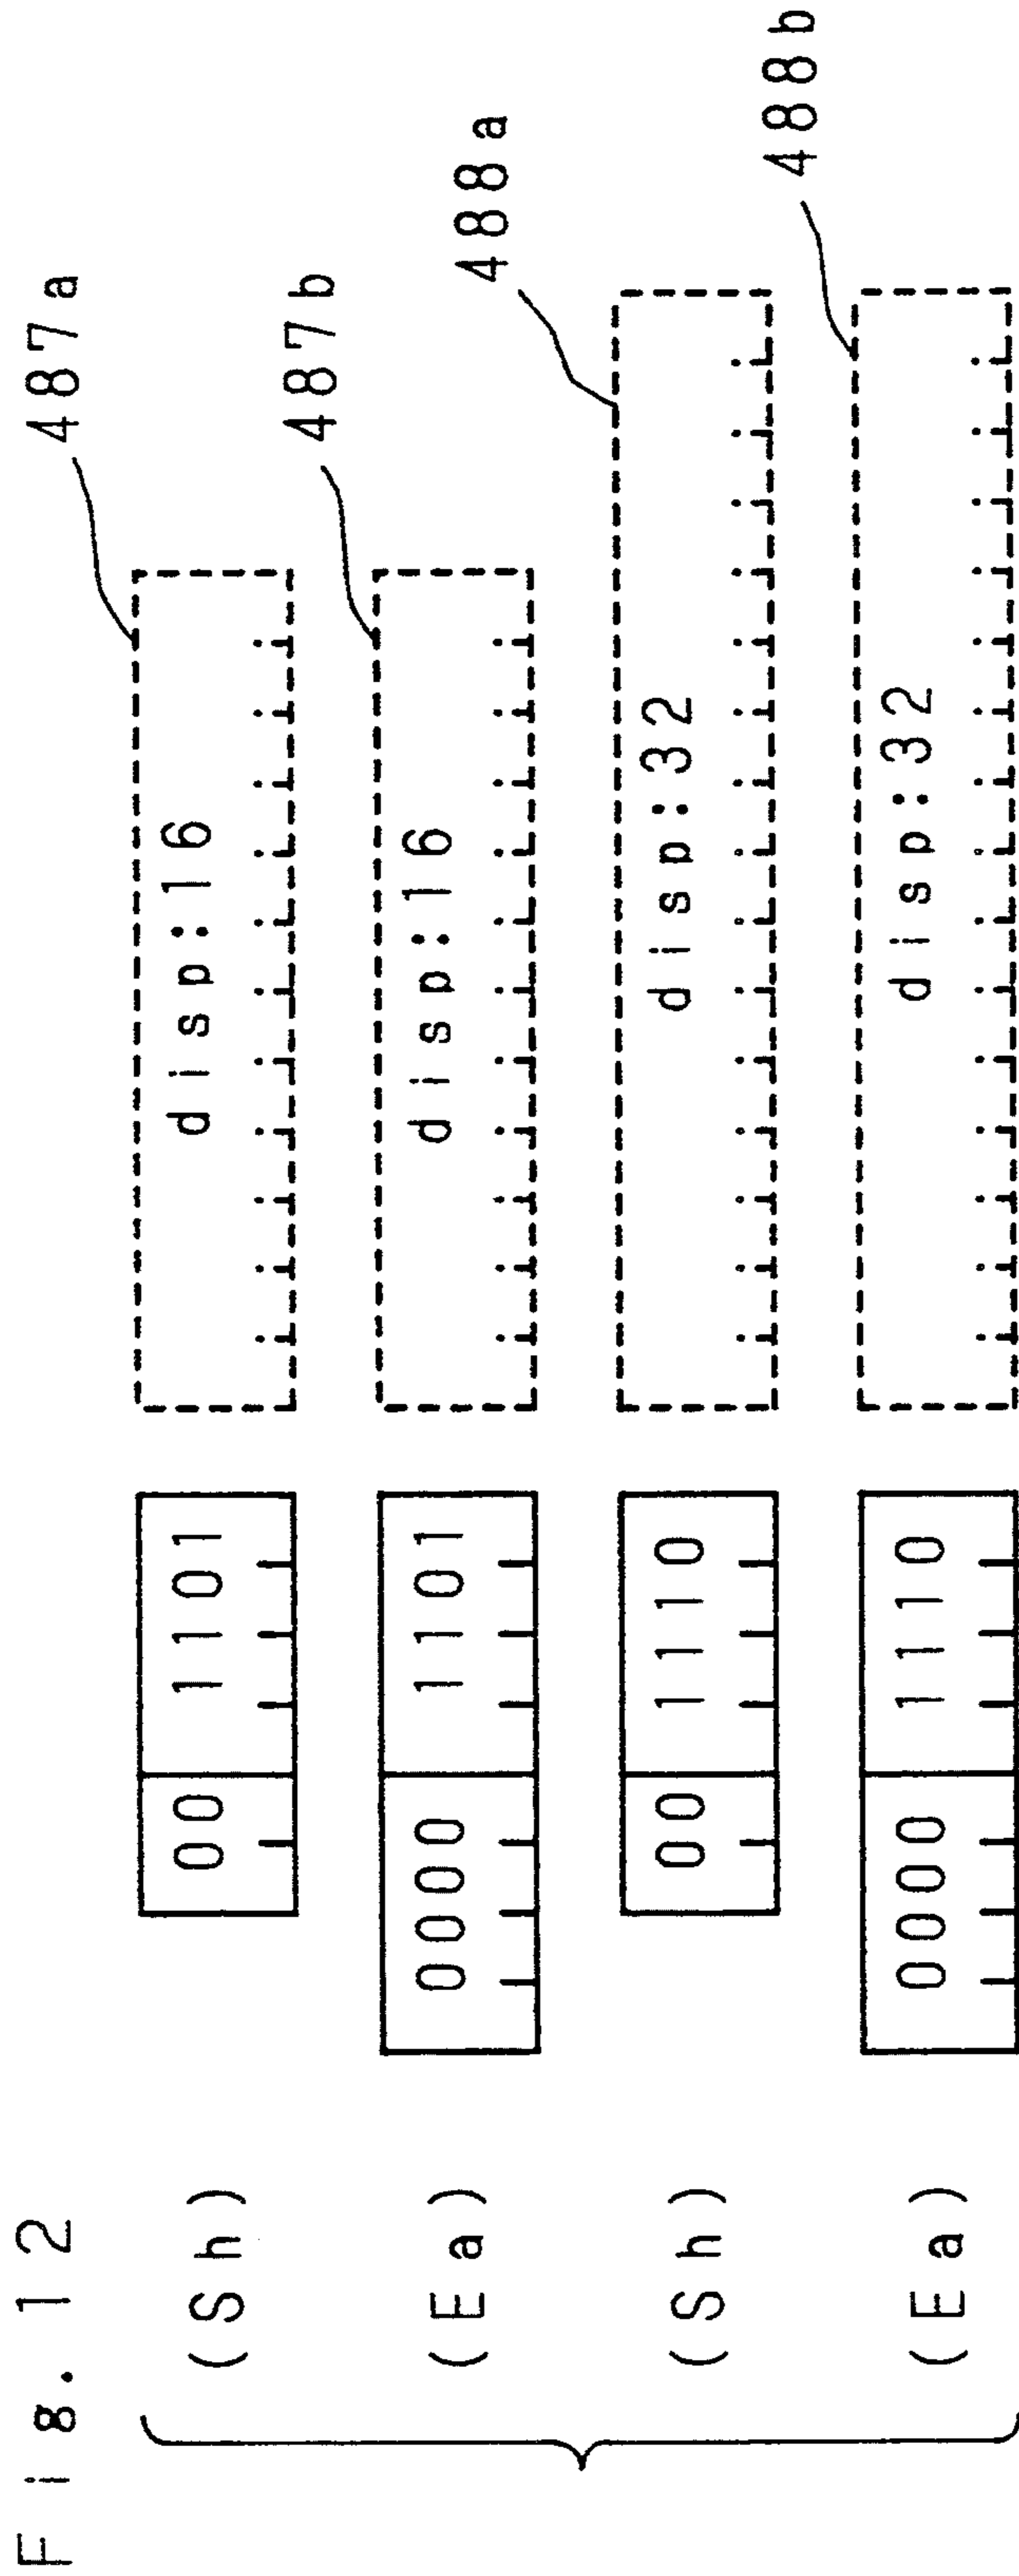 Fig. 12
(Sh) 00 1101 disp:16 487a
(Ea) 0000 1101 disp:16 487b
(Sh) 00 1110 disp:32 488a
(Ea) 0000 1110 disp:32 488b